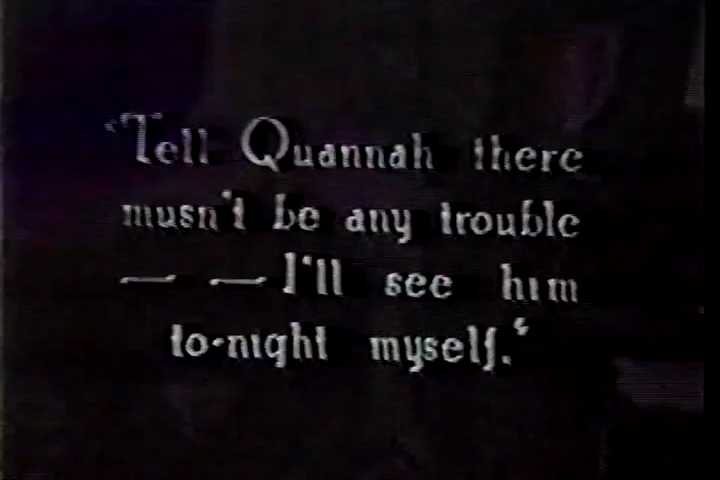 "Tell Quannah there
musn't be any trouble
— — I'll see him
to-night myself."